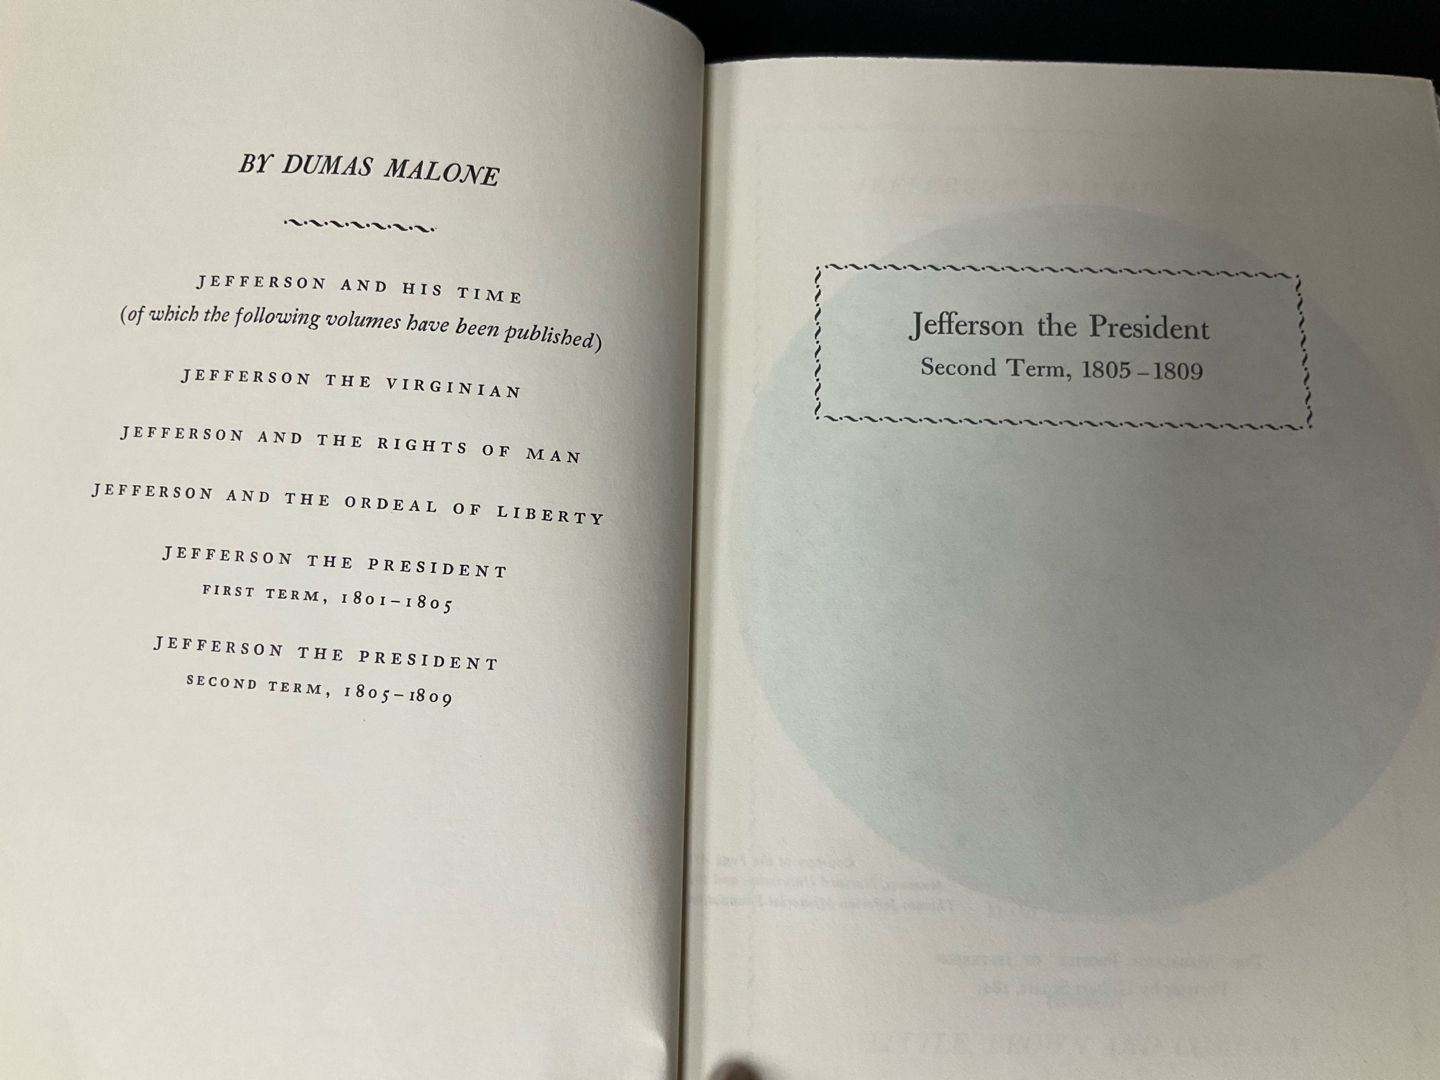 BY DUMAS MALONE
JEFFERSON AND HIS TIME
(of which the following volumes have been published)
JEFFERSON THE VIRGINIAN
JEFFERSON AND THE RIGHTS OF MAN
JEFFERSON AND THE ORDEAL OF LIBERTY
JEFFERSON THE PRESIDENT
FIRST TERM, 1801–1805
JEFFERSON THE PRESIDENT
SECOND TERM, 1805–1809
Jefferson the President
Second Term, 1805–1809